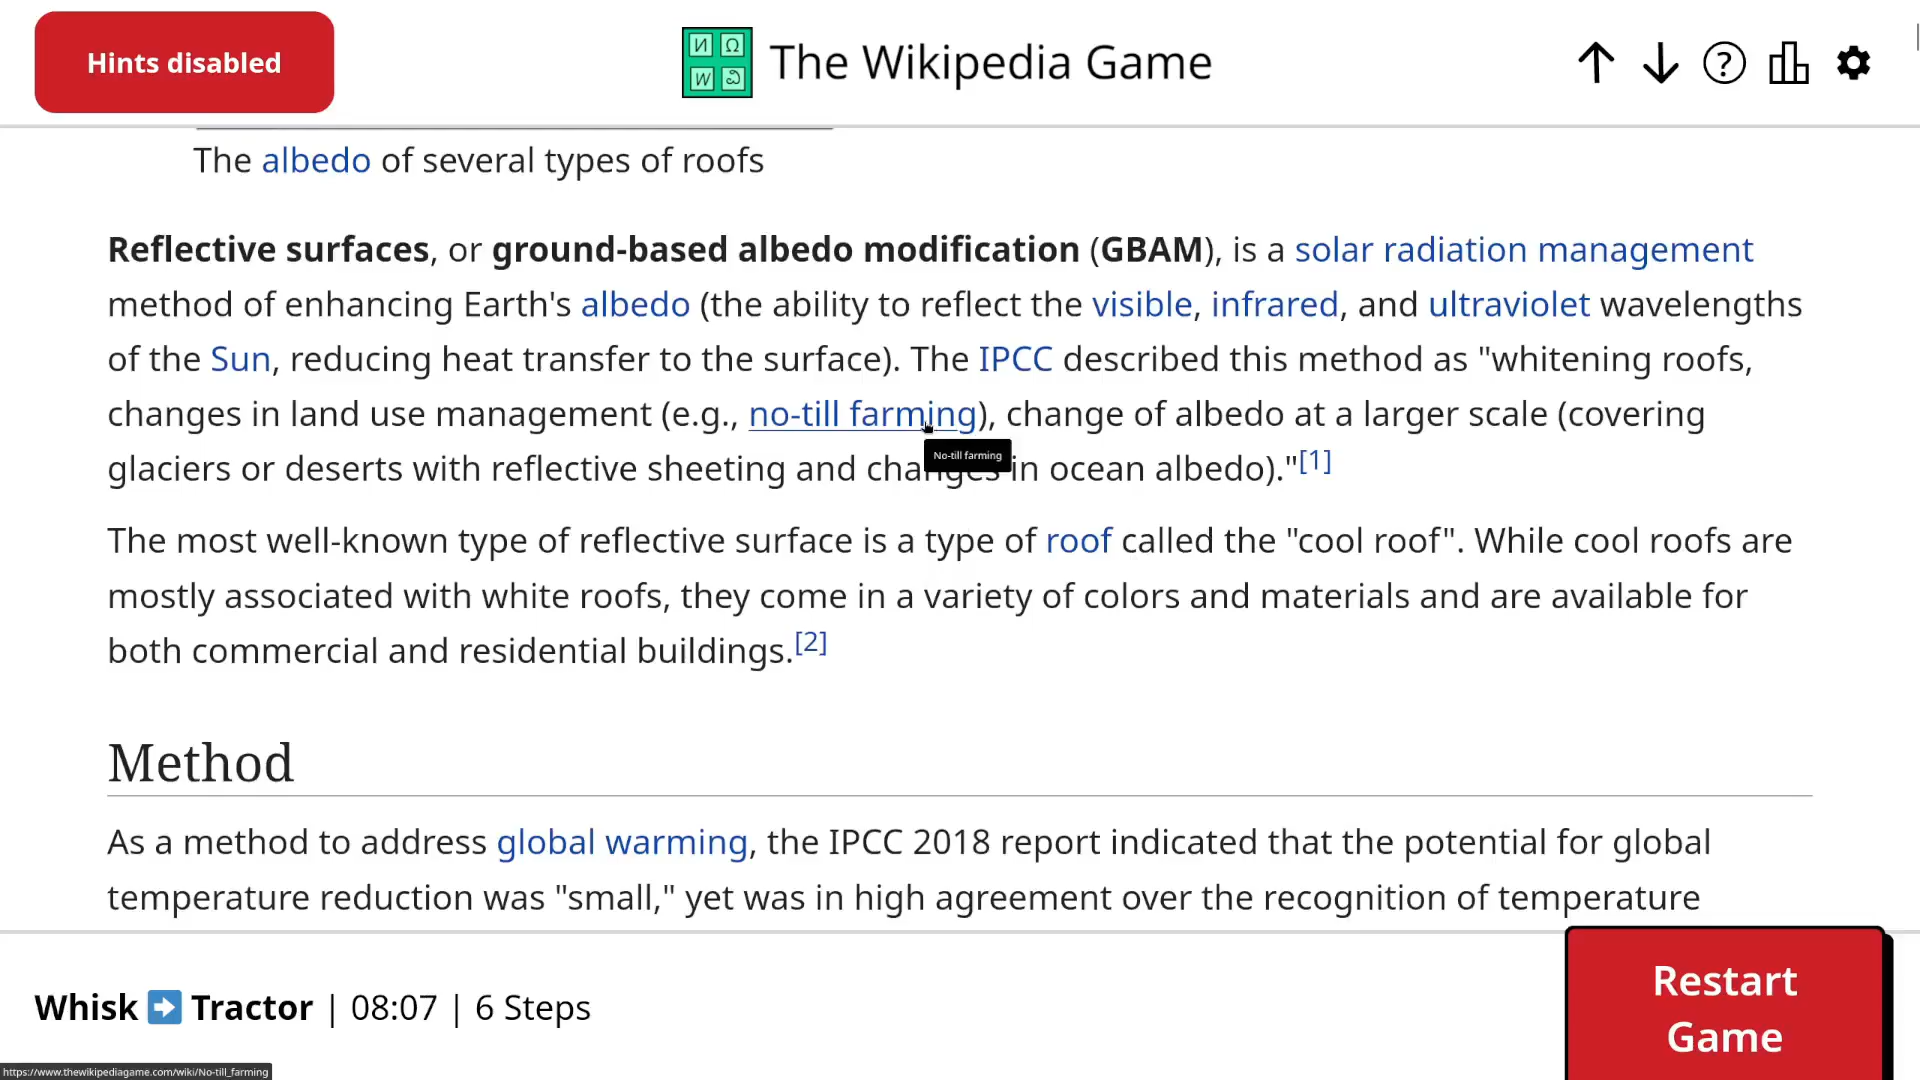 Hints disabled
И Ω
W
The Wikipedia Game
?
The albedo of several types of roofs
Reflective surfaces, or ground-based albedo modification (GBAM), is a solar radiation management
method of enhancing Earth's albedo (the ability to reflect the visible, infrared, and ultraviolet wavelengths
of the Sun, reducing heat transfer to the surface). The IPCC described this method as "whitening roofs,
changes in land use management (e.g., no-till farming), change of albedo at a larger scale (covering
No-till farming
glaciers or deserts with reflective sheeting and changes in ocean albedo)."[1]
The most well-known type of reflective surface is a type of roof called the "cool roof". While cool roofs are
mostly associated with white roofs, they come in a variety of colors and materials and are available for
both commercial and residential buildings.[2]
Method
As a method to address global warming, the IPCC 2018 report indicated that the potential for global
temperature reduction was "small," yet was in high agreement over the recognition of temperature
Whisk ➡ Tractor | 08:07 | 6 Steps
Restart
Game
https://www.thewikipediagame.com/wiki/No-till_farming